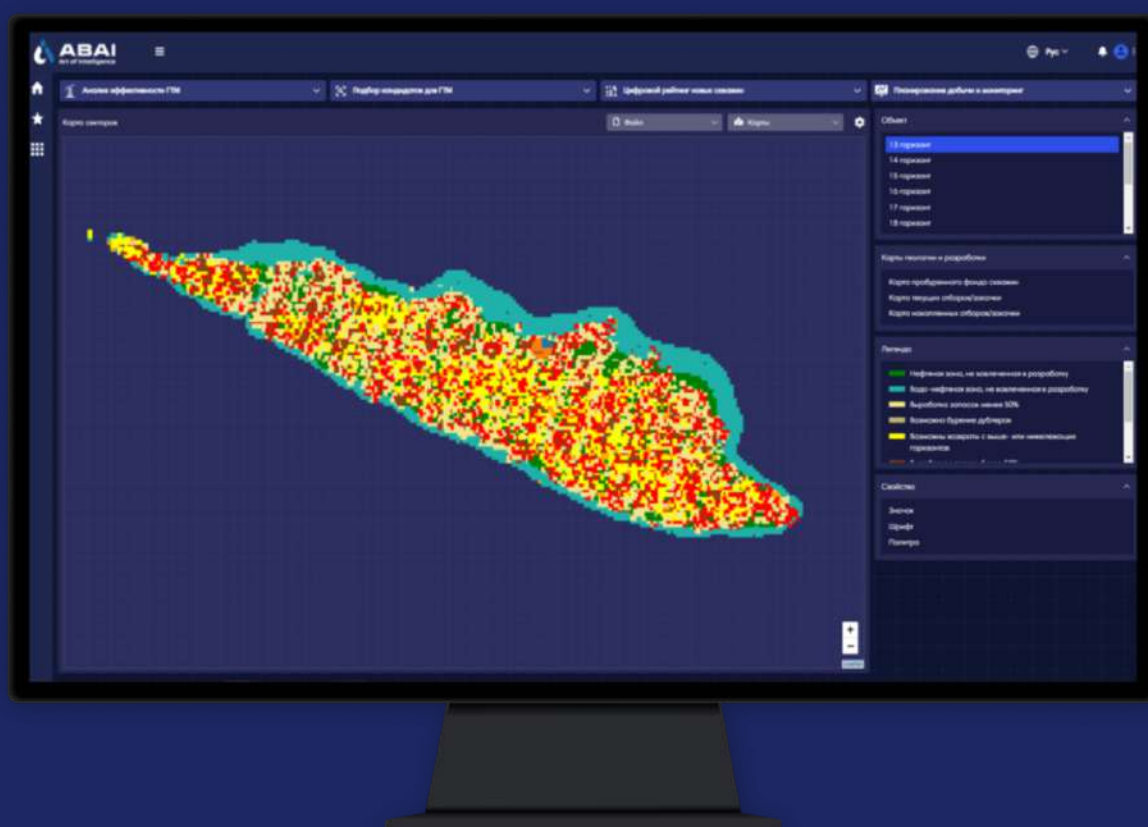 ABAI
Art of Intelligence
Рус
Анализ эффективности ГТМ
Подбор кандидатов для ГТМ
Цифровой рейтинг новых скважин
Планирование добычи и мониторинг
Карта секторов
Файл
Карты
Объект
13 горизонт
14 горизонт
15 горизонт
16 горизонт
17 горизонт
18 горизонт
Карты геологии и разработки
Карта пробуренного фонда скважин
Карта текущих отборов/закачки
Карта накопленных отборов/закачки
Легенда
Нефтяная зона, не вовлеченная в разработку
Водо-нефтяная зона, не вовлеченная в разработку
Выработка запасов менее 50%
Возможно бурение дублеров
Возможны возвраты с выше- или нижележащих
горизонтов
Свойства
Значок
Шрифт
Палитра
+
−